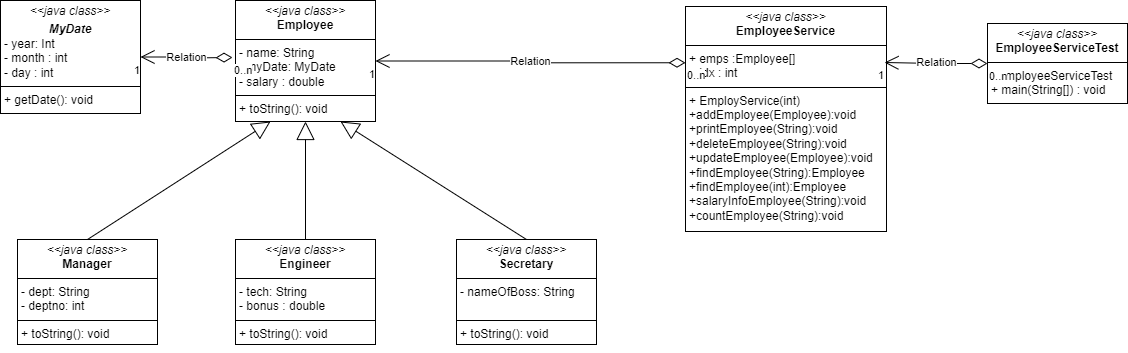 <<java class>>
MyDate
- year: Int
- month : int
- day : int
1
+ getDate(): void
Relation
<<java class>>
Employee
- name: String
0..n
myDate: MyDate
1
- salary : double
+ toString(): void
Relation
<<java class>>
EmployeeService
+ emps :Employee[]
0..n
: int
1
+ EmployService(int)
+addEmployee(Employee):void
+printEmployee(String):void
+deleteEmployee(String):void
+updateEmployee(Employee):void
+findEmployee(String):Employee
+findEmployee(int):Employee
+salaryInfoEmployee(String):void
+countEmployee(String):void
Relation
<<java class>>
EmployeeServiceTest
0..
mployeeServiceTest
+ main(String[]) : void
<<java class>>
Manager
- dept: String
- deptno: int
+ toString(): void
<<java class>>
Engineer
- tech: String
- bonus : double
+ toString(): void
<<java class>>
Secretary
- nameOfBoss: String
+ toString(): void